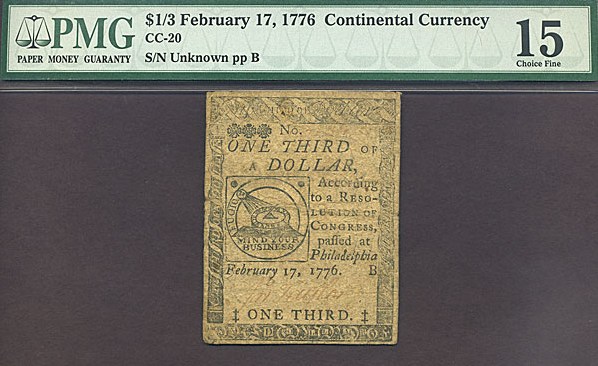 PMG
PAPER MONEY GUARANTY
$1/3 February 17, 1776 Continental Currency
CC-20
S/N Unknown pp B
15
Choice Fine
No.
ONE THIRD OF
A DOLLAR,
According
to a RESO-
LUTION OF
CONGRESS,
passed at
Philadelphia
FUGIO
MIND YOUR
BUSINESS
February 17, 1776. B
‡ ONE THIRD. ‡